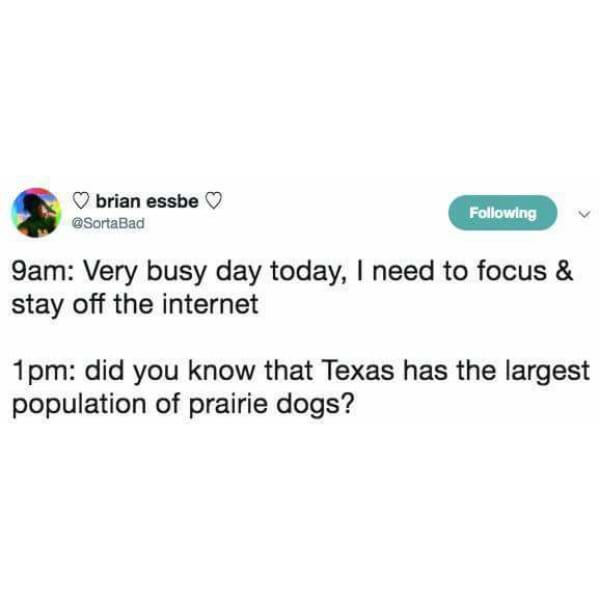 ♡ brian essbe ♡
@SortaBad
Following
9am: Very busy day today, I need to focus &
stay off the internet
1pm: did you know that Texas has the largest
population of prairie dogs?